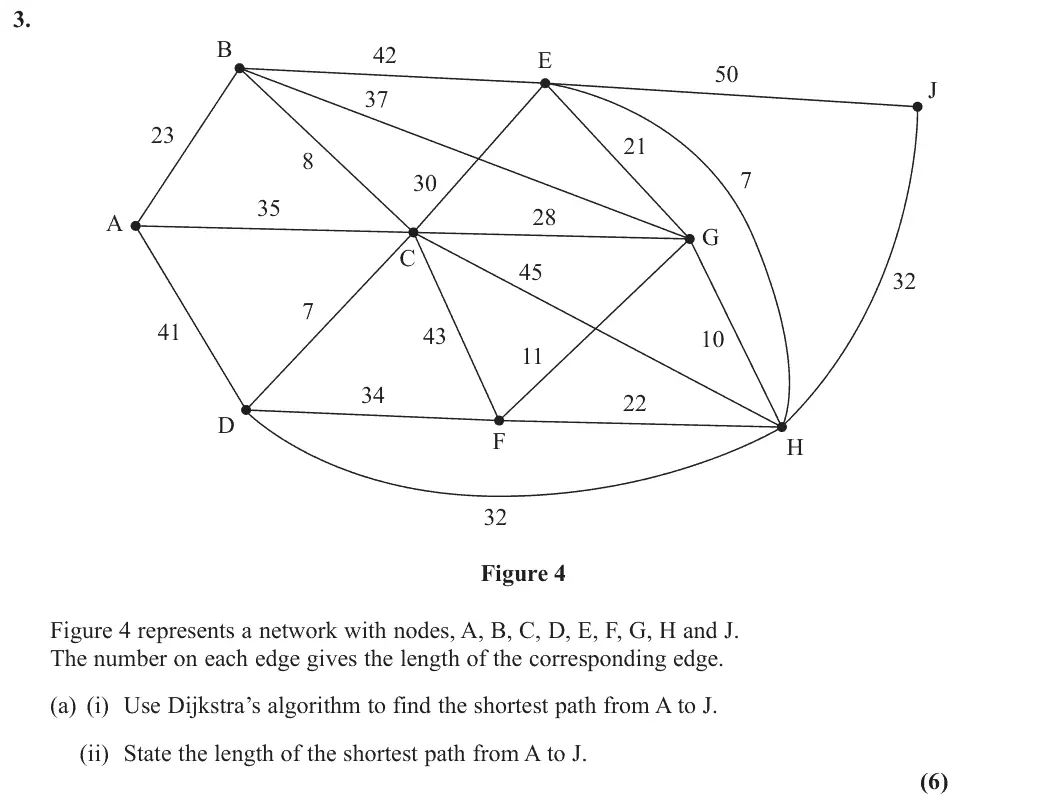 3.
B
42
E
50
J
37
23
8
21
7
30
A
35
28
G
C
45
32
7
41
43
11
10
34
22
D
F
H
32
Figure 4
Figure 4 represents a network with nodes, A, B, C, D, E, F, G, H and J.
The number on each edge gives the length of the corresponding edge.
(a) (i) Use Dijkstra’s algorithm to find the shortest path from A to J.
(ii) State the length of the shortest path from A to J.
(6)